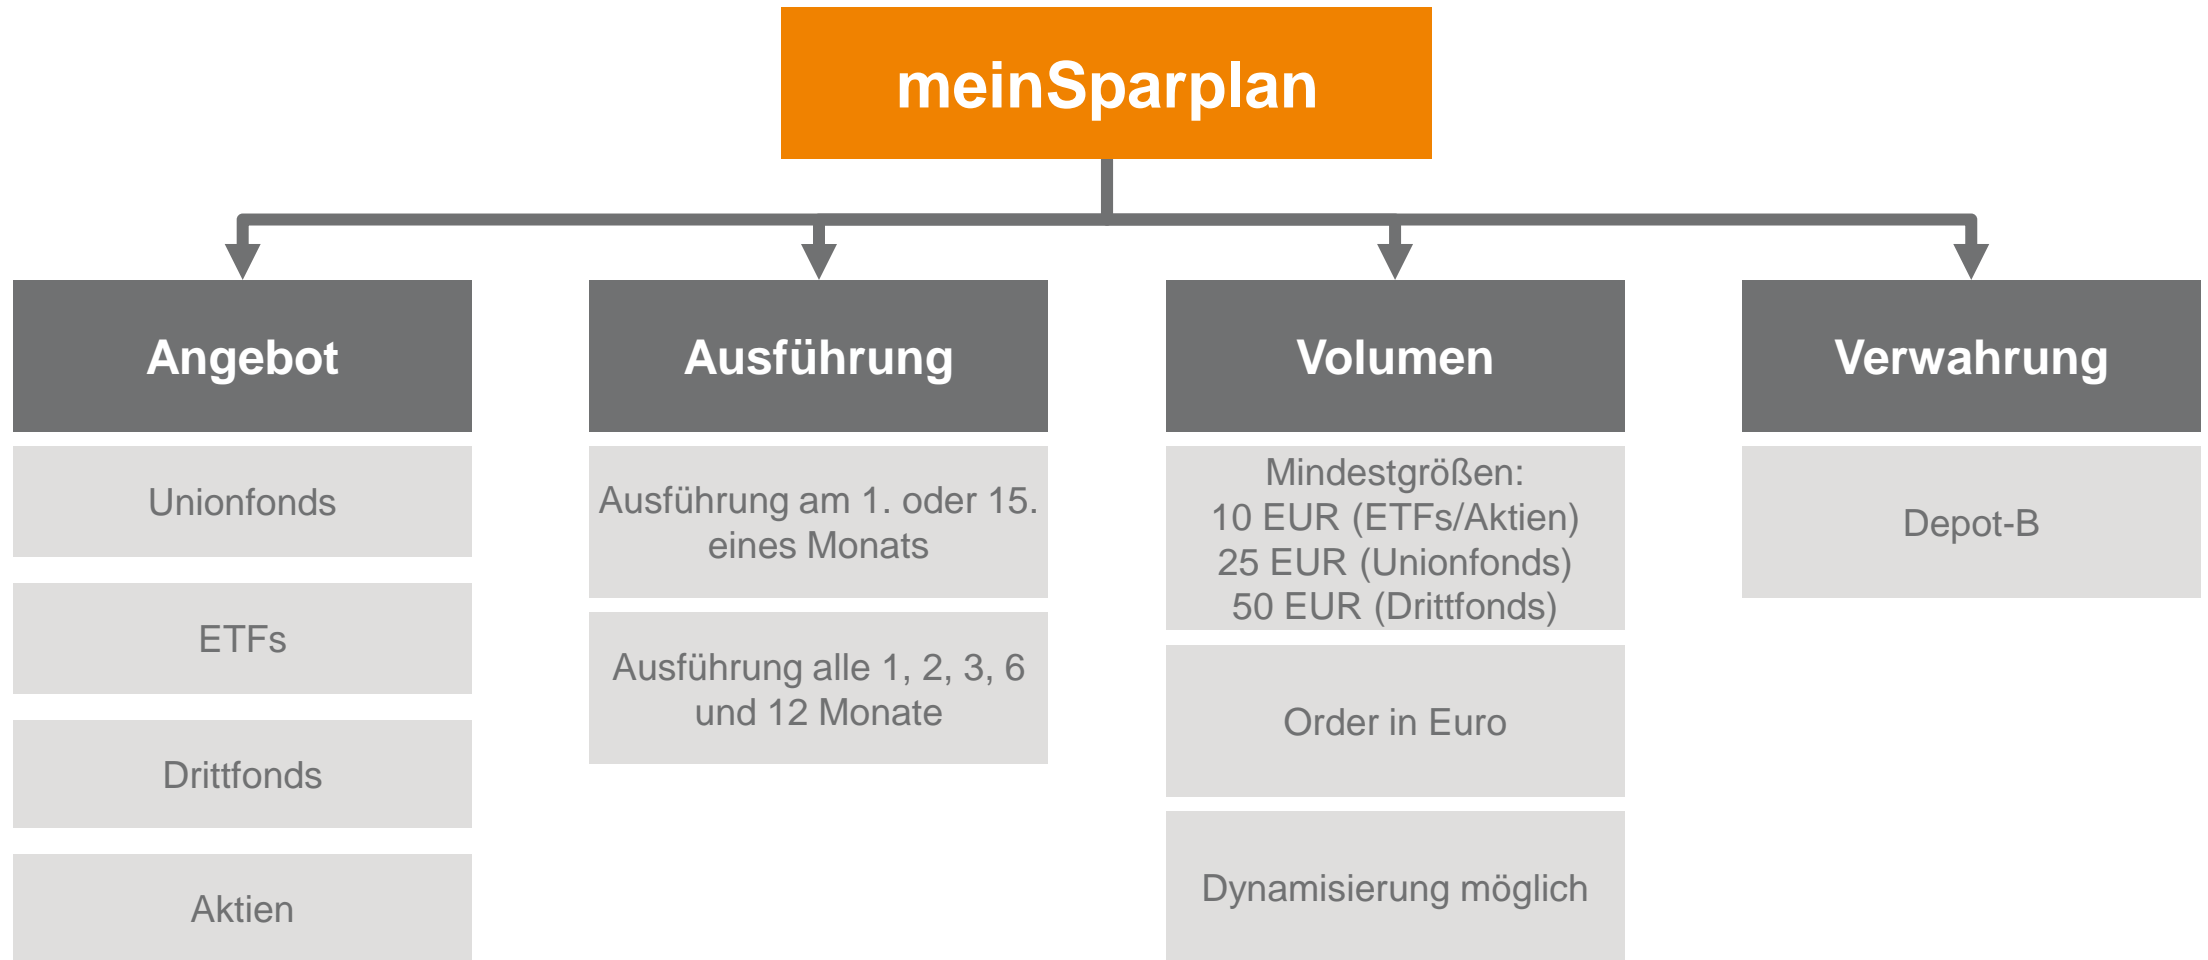 meinSparplan
Angebot
Unionfonds
ETFs
Drittfonds
Aktien
Ausführung
Ausführung am 1. oder 15.
eines Monats
Ausführung alle 1, 2, 3, 6
und 12 Monate
Volumen
Mindestgrößen:
10 EUR (ETFs/Aktien)
25 EUR (Unionfonds)
50 EUR (Drittfonds)
Order in Euro
Dynamisierung möglich
Verwahrung
Depot-B